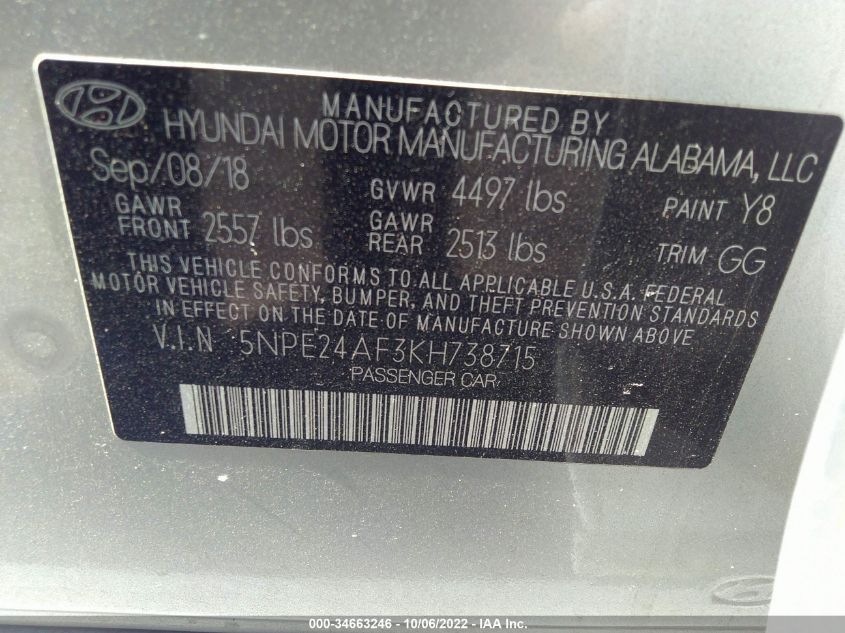 MANUFACTURED BY
HYUNDAI MOTOR MANUFACTURING ALABAMA, LLC
Sep/08/18 GVWR 4497 lbs PAINT Y8
GAWR FRONT 2557 lbs GAWR REAR 2513 lbs TRIM GG
THIS VEHICLE CONFORMS TO ALL APPLICABLE U.S.A. FEDERAL
MOTOR VEHICLE SAFETY, BUMPER, AND THEFT PREVENTION STANDARDS
IN EFFECT ON THE DATE OF MANUFACTURE SHOWN ABOVE.
V.I.N 5NPE24AF3KH738715
PASSENGER CAR
000-34663246 - 10/06/2022 - IAA Inc.